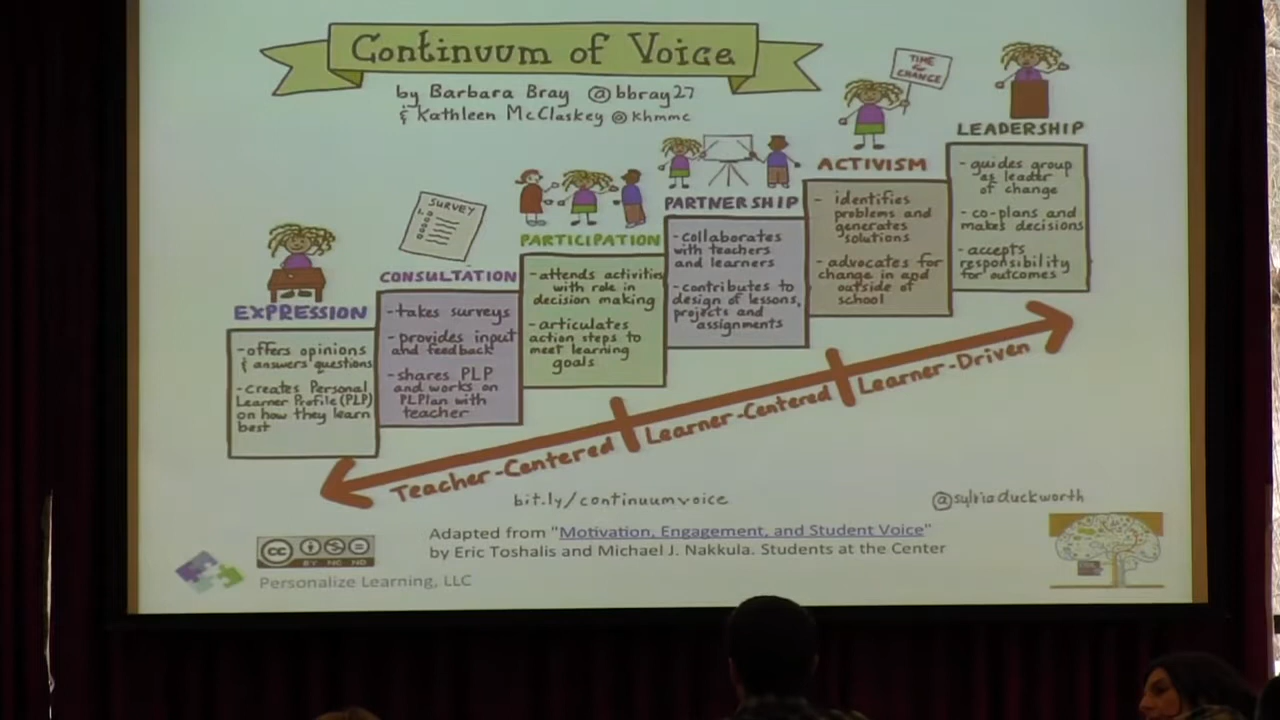 Continuum of Voice
by Barbara Bray @bbray27
& Kathleen McClaskey @khmmc
TIME
for
CHANGE
SURVEY
EXPRESSION
-offers opinions
& answers questions
-creates Personal
Learner Profile (PLP)
on how they learn
best
CONSULTATION
-takes surveys
-provides input
and feedback
-shares PLP
and works on
PLPlan with
teacher
PARTICIPATION
-attends activities
with role in
decision making
-articulates
action steps to
meet learning
goals
PARTNERSHIP
-collaborates
with teachers
and learners
-contributes to
design of lessons,
projects and
assignments
ACTIVISM
- identifies
problems and
generates
solutions
-advocates for
change in and
outside of
school
LEADERSHIP
-guides group
as leader
of change
-co-plans and
makes decisions
-accepts
responsibility
for outcomes
Teacher-Centered
Learner-Centered
Learner-Driven
bit.ly/continuumvoice
@sylviaduckworth
Adapted from "Motivation, Engagement, and Student Voice"
by Eric Toshalis and Michael J. Nakkula. Students at the Center
cc
BY NC ND
Personalize Learning, LLC